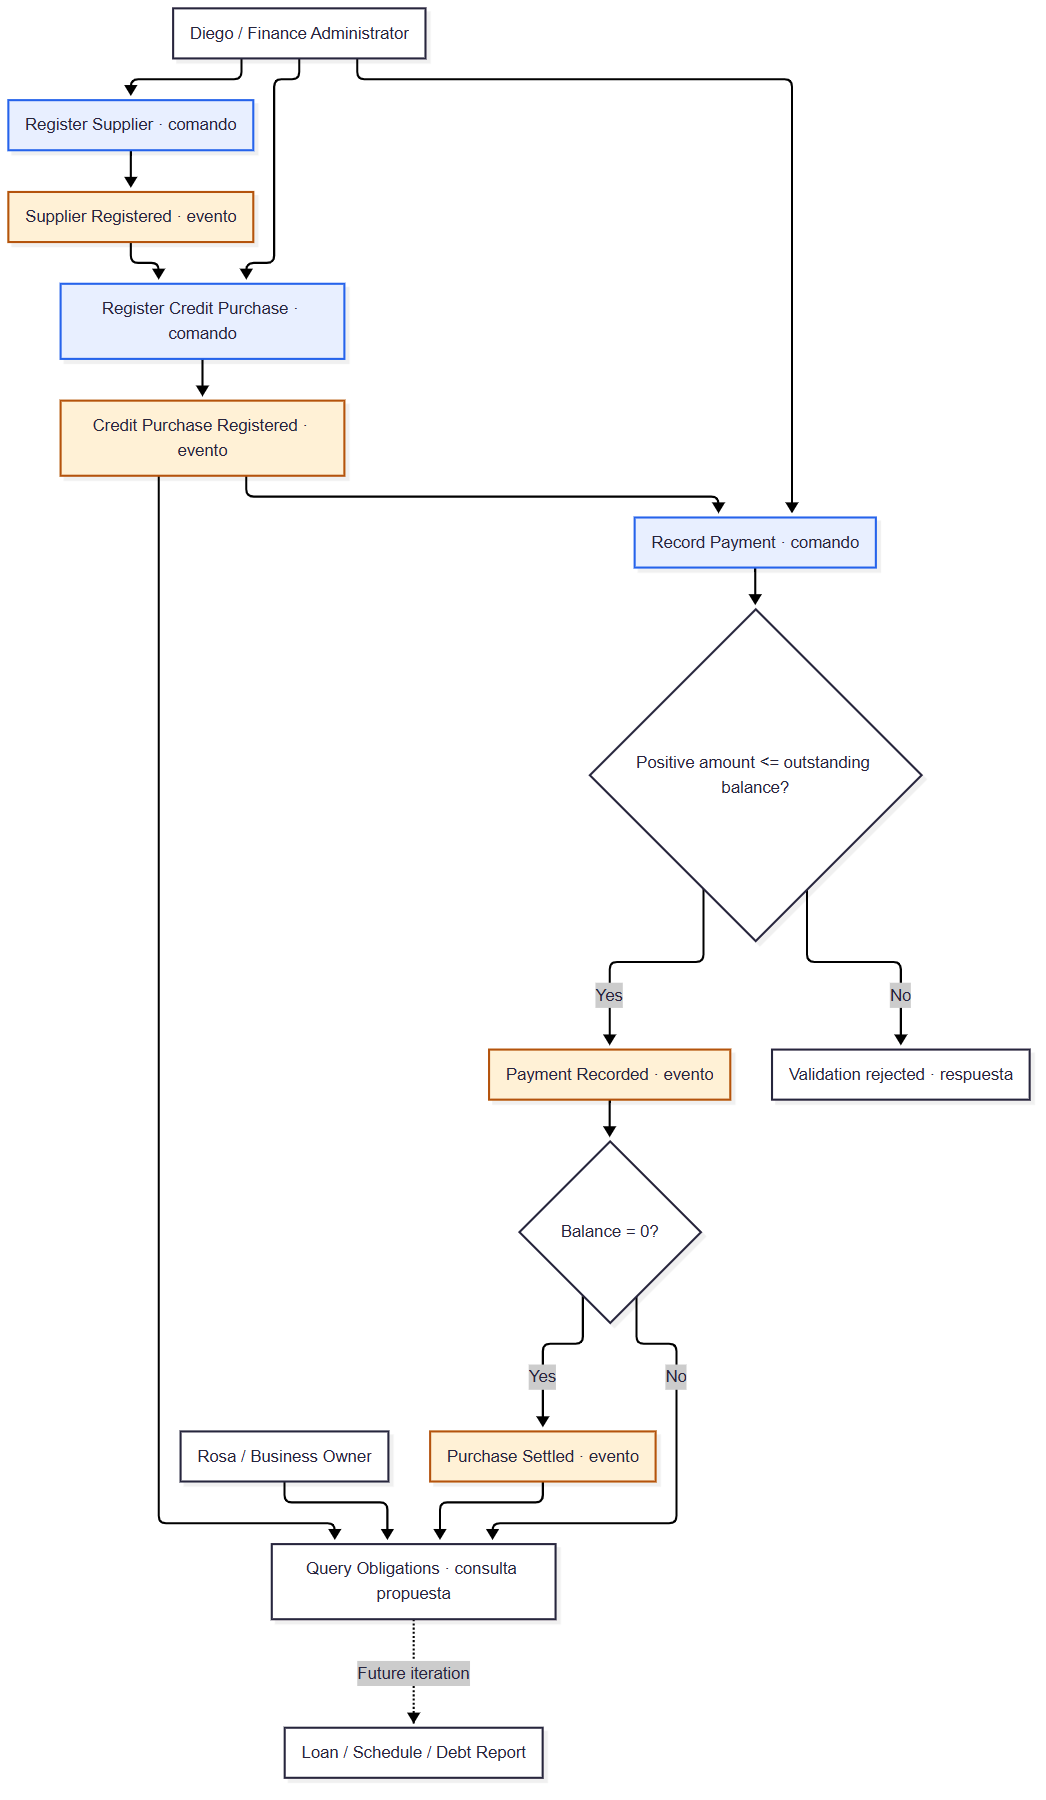 Diego / Finance Administrator
Register Supplier · comando
Supplier Registered · evento
Register Credit Purchase ·
comando
Credit Purchase Registered ·
evento
Record Payment · comando
Positive amount <= outstanding
balance?
Yes
No
Payment Recorded · evento
Validation rejected · respuesta
Balance = 0?
Yes
No
Rosa / Business Owner
Purchase Settled · evento
Query Obligations · consulta
propuesta
Future iteration
Loan / Schedule / Debt Report